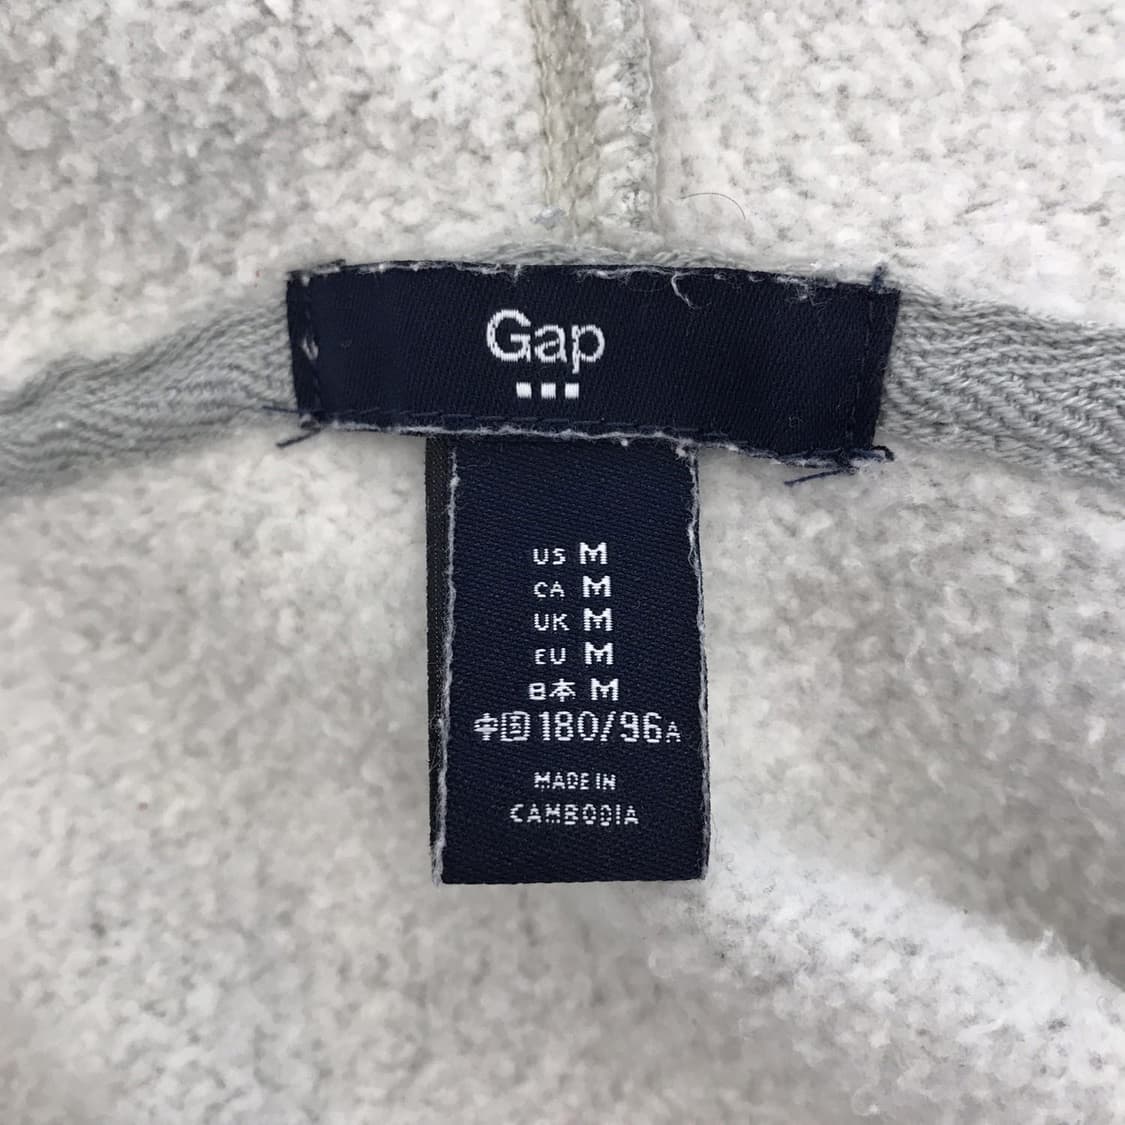 Gap
US M
CA M
UK M
EU M
日本 M
中国 180/96A
MADE IN
CAMBODIA